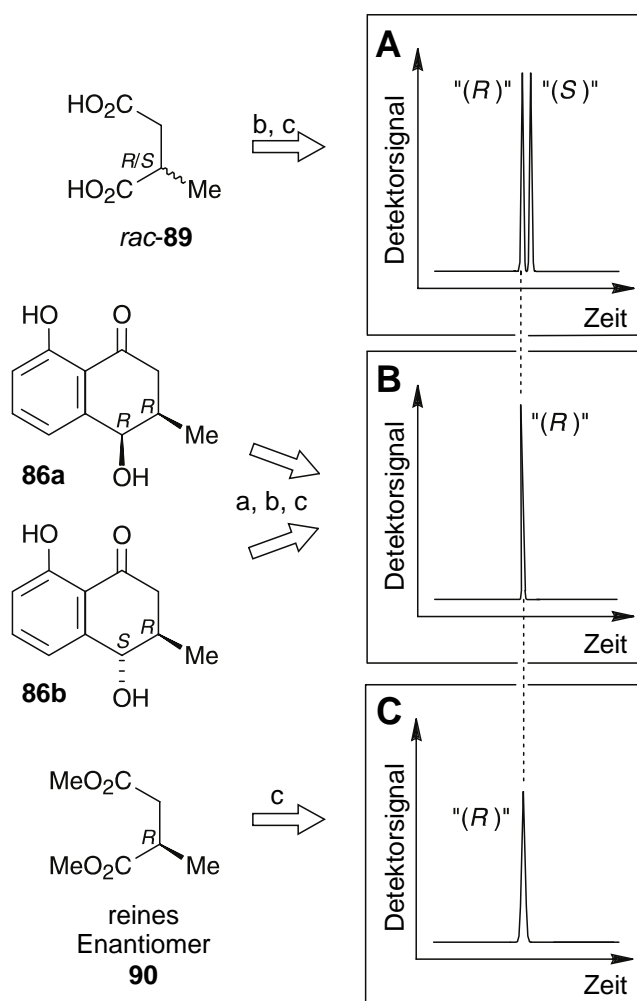 HO2C
R/S
HO2C
Me
rac-89
b, c
A
"(R)" "(S)"
Detektorsignal
Zeit
HO
O
R
R
Me
OH
86a
HO
O
S
R
Me
OH
86b
a, b, c
B
"(R)"
Detektorsignal
Zeit
MeO2C
R
MeO2C
Me
reines
Enantiomer
90
c
C
"(R)"
Detektorsignal
Zeit